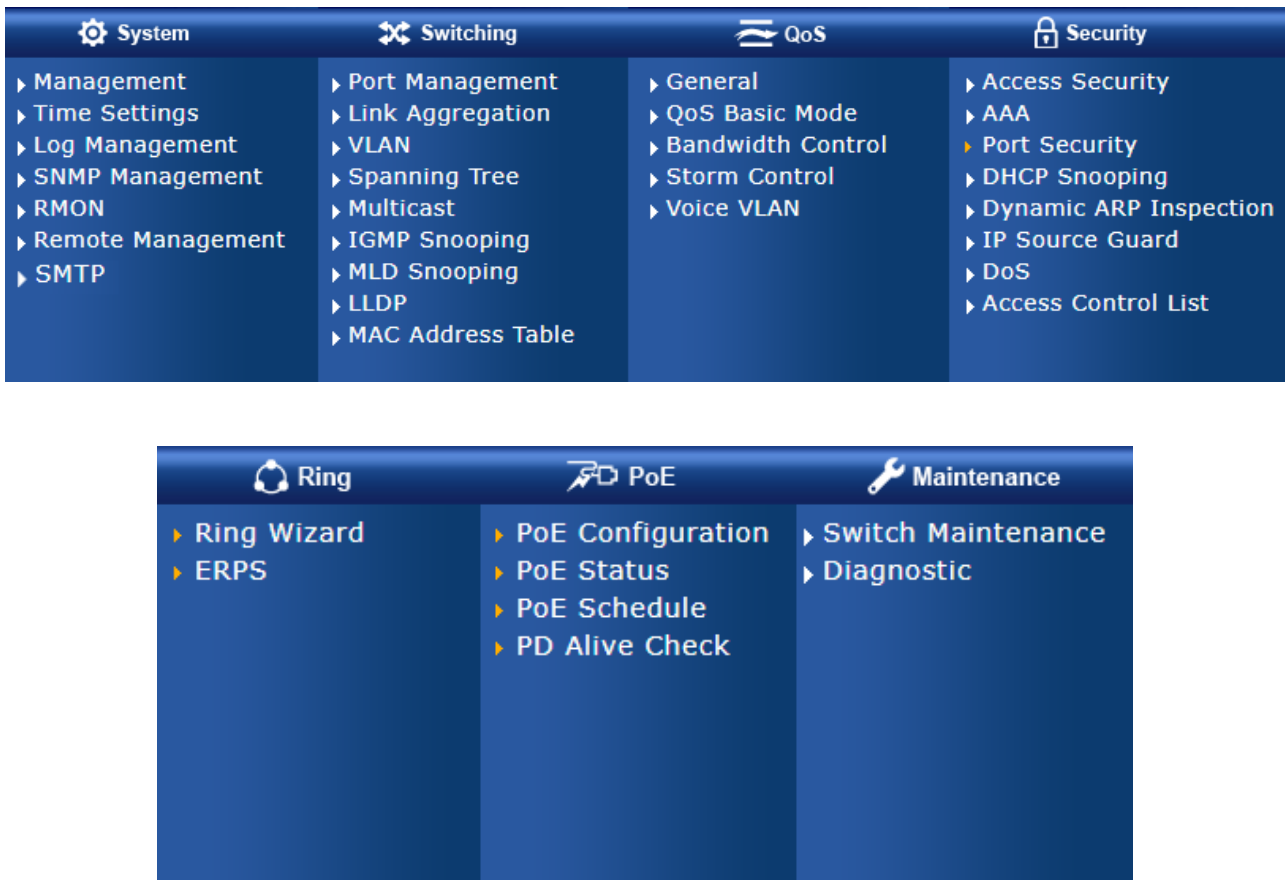 System
Management
Time Settings
Log Management
SNMP Management
RMON
Remote Management
SMTP
Switching
Port Management
Link Aggregation
VLAN
Spanning Tree
Multicast
IGMP Snooping
MLD Snooping
LLDP
MAC Address Table
QoS
General
QoS Basic Mode
Bandwidth Control
Storm Control
Voice VLAN
Security
Access Security
AAA
Port Security
DHCP Snooping
Dynamic ARP Inspection
IP Source Guard
DoS
Access Control List
Ring
Ring Wizard
ERPS
PoE
PoE Configuration
PoE Status
PoE Schedule
PD Alive Check
Maintenance
Switch Maintenance
Diagnostic